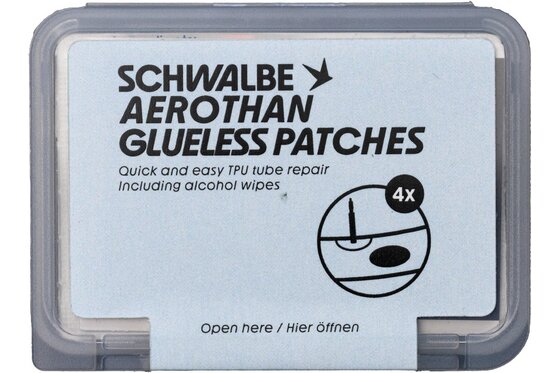 SCHWALBE
AEROTHAN
GLUELESS PATCHES
Quick and easy TPU tube repair
Including alcohol wipes
4x
Open here / Hier öffnen